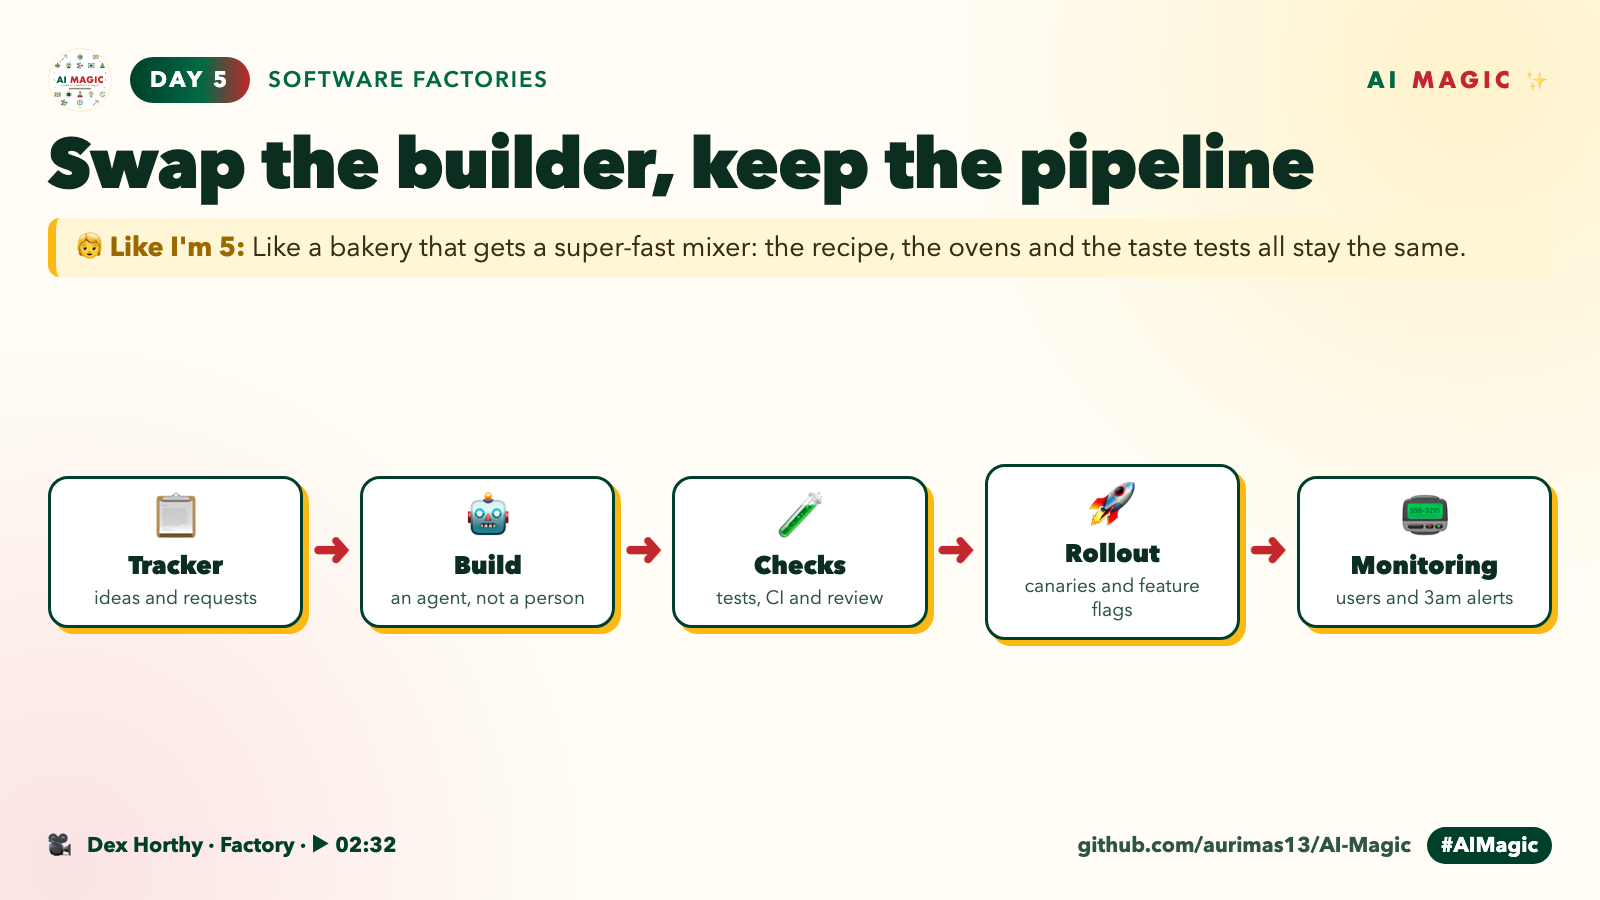 AI MAGIC
DAY 5
SOFTWARE FACTORIES
AI MAGIC
Swap the builder, keep the pipeline
Like I'm 5: Like a bakery that gets a super-fast mixer: the recipe, the ovens and the taste tests all stay the same.
Tracker
ideas and requests
Build
an agent, not a person
Checks
tests, CI and review
Rollout
canaries and feature
flags
Monitoring
users and 3am alerts
Dex Horthy · Factory · ▶ 02:32
github.com/aurimas13/AI-Magic
#AIMagic